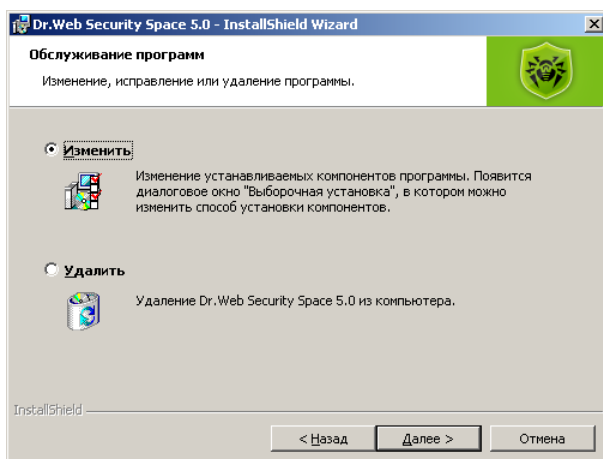 Dr.Web Security Space 5.0 - InstallShield Wizard
Обслуживание программ
Изменение, исправление или удаление программы.
Изменить
Изменение устанавливаемых компонентов программы. Появится
диалоговое окно "Выборочная установка", в котором можно
изменить способ установки компонентов.
Удалить
Удаление Dr.Web Security Space 5.0 из компьютера.
InstallShield
< Назад
Далее >
Отмена